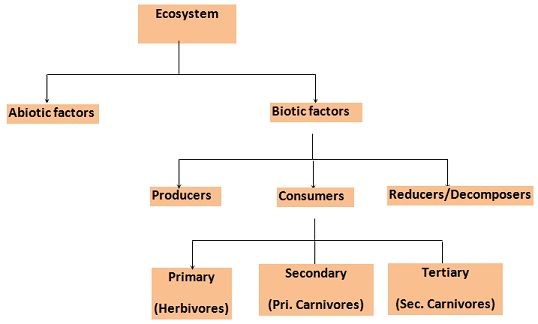 Ecosystem
Abiotic factors
Biotic factors
Producers
Consumers
Reducers/Decomposers
Primary
(Herbivores)
Secondary
(Pri. Carnivores)
Tertiary
(Sec. Carnivores)